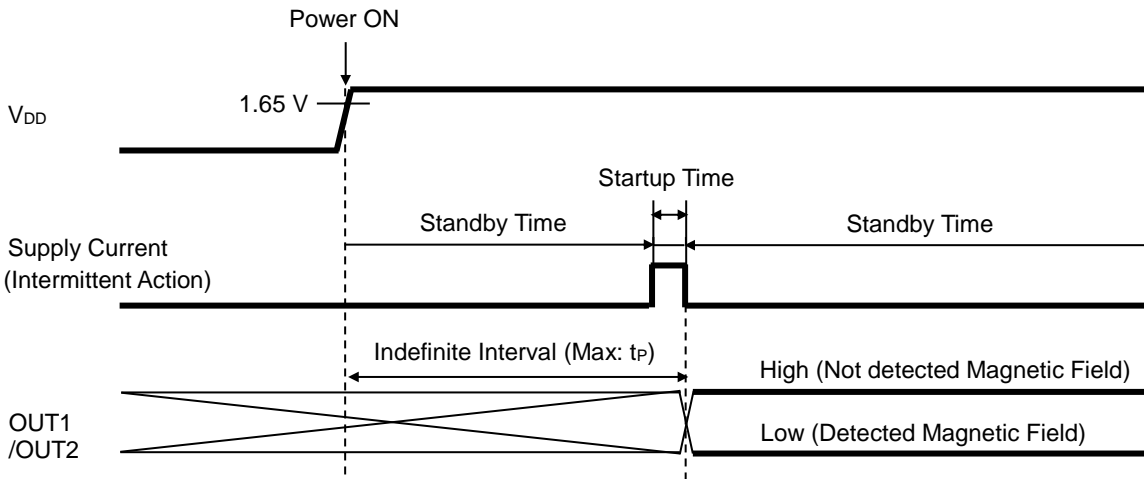 Power ON
1.65 V
VDD
Startup Time
Standby Time
Standby Time
Supply Current
(Intermittent Action)
Indefinite Interval (Max: tP)
High (Not detected Magnetic Field)
OUT1
/OUT2
Low (Detected Magnetic Field)